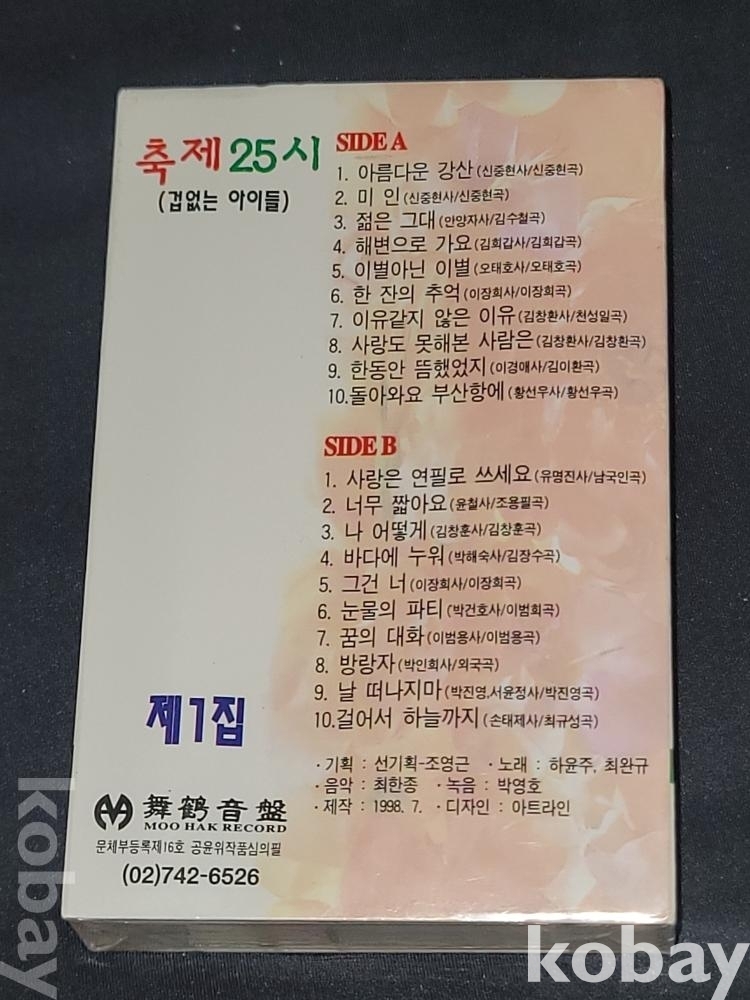 축제 25시
(겁없는 아이들)
SIDE A
1. 아름다운 강산 (신중현사/신중현곡)
2. 미 인 (신중현사/신중현곡)
3. 젊은 그대 (안양자사/김수철곡)
4. 해변으로 가요 (김희갑사/김희갑곡)
5. 이별아닌 이별 (오태호사/오태호곡)
6. 한 잔의 추억 (이장희사/이장희곡)
7. 이유같지 않은 이유 (김창환사/천성일곡)
8. 사랑도 못해본 사람은 (김창환사/김창환곡)
9. 한동안 뜸했었지 (이경애사/김이환곡)
10. 돌아와요 부산항에 (황선우사/황선우곡)
SIDE B
1. 사랑은 연필로 쓰세요 (유명진사/남국인곡)
2. 너무 짧아요 (윤철사/조용필곡)
3. 나 어떻게 (김창훈사/김창훈곡)
4. 바다에 누워 (박해숙사/김장수곡)
5. 그건 너 (이장희사/이장희곡)
6. 눈물의 파티 (박건호사/이범희곡)
7. 꿈의 대화 (이범용사/이범용곡)
8. 방랑자 (박인희사/외국곡)
9. 날 떠나지마 (박진영,서윤정사/박진영곡)
10. 걸어서 하늘까지 (손태제사/최규성곡)
제1집
· 기획 : 선기획-조영근 · 노래 : 하윤주, 최완규
· 음악 : 최한종 · 녹음 : 박영호
· 제작 : 1998. 7. · 디자인 : 아트라인
舞鶴音盤
MOO HAK RECORD
문체부등록제16호 공윤위작품심의필
(02)742-6526
kobay
kobay